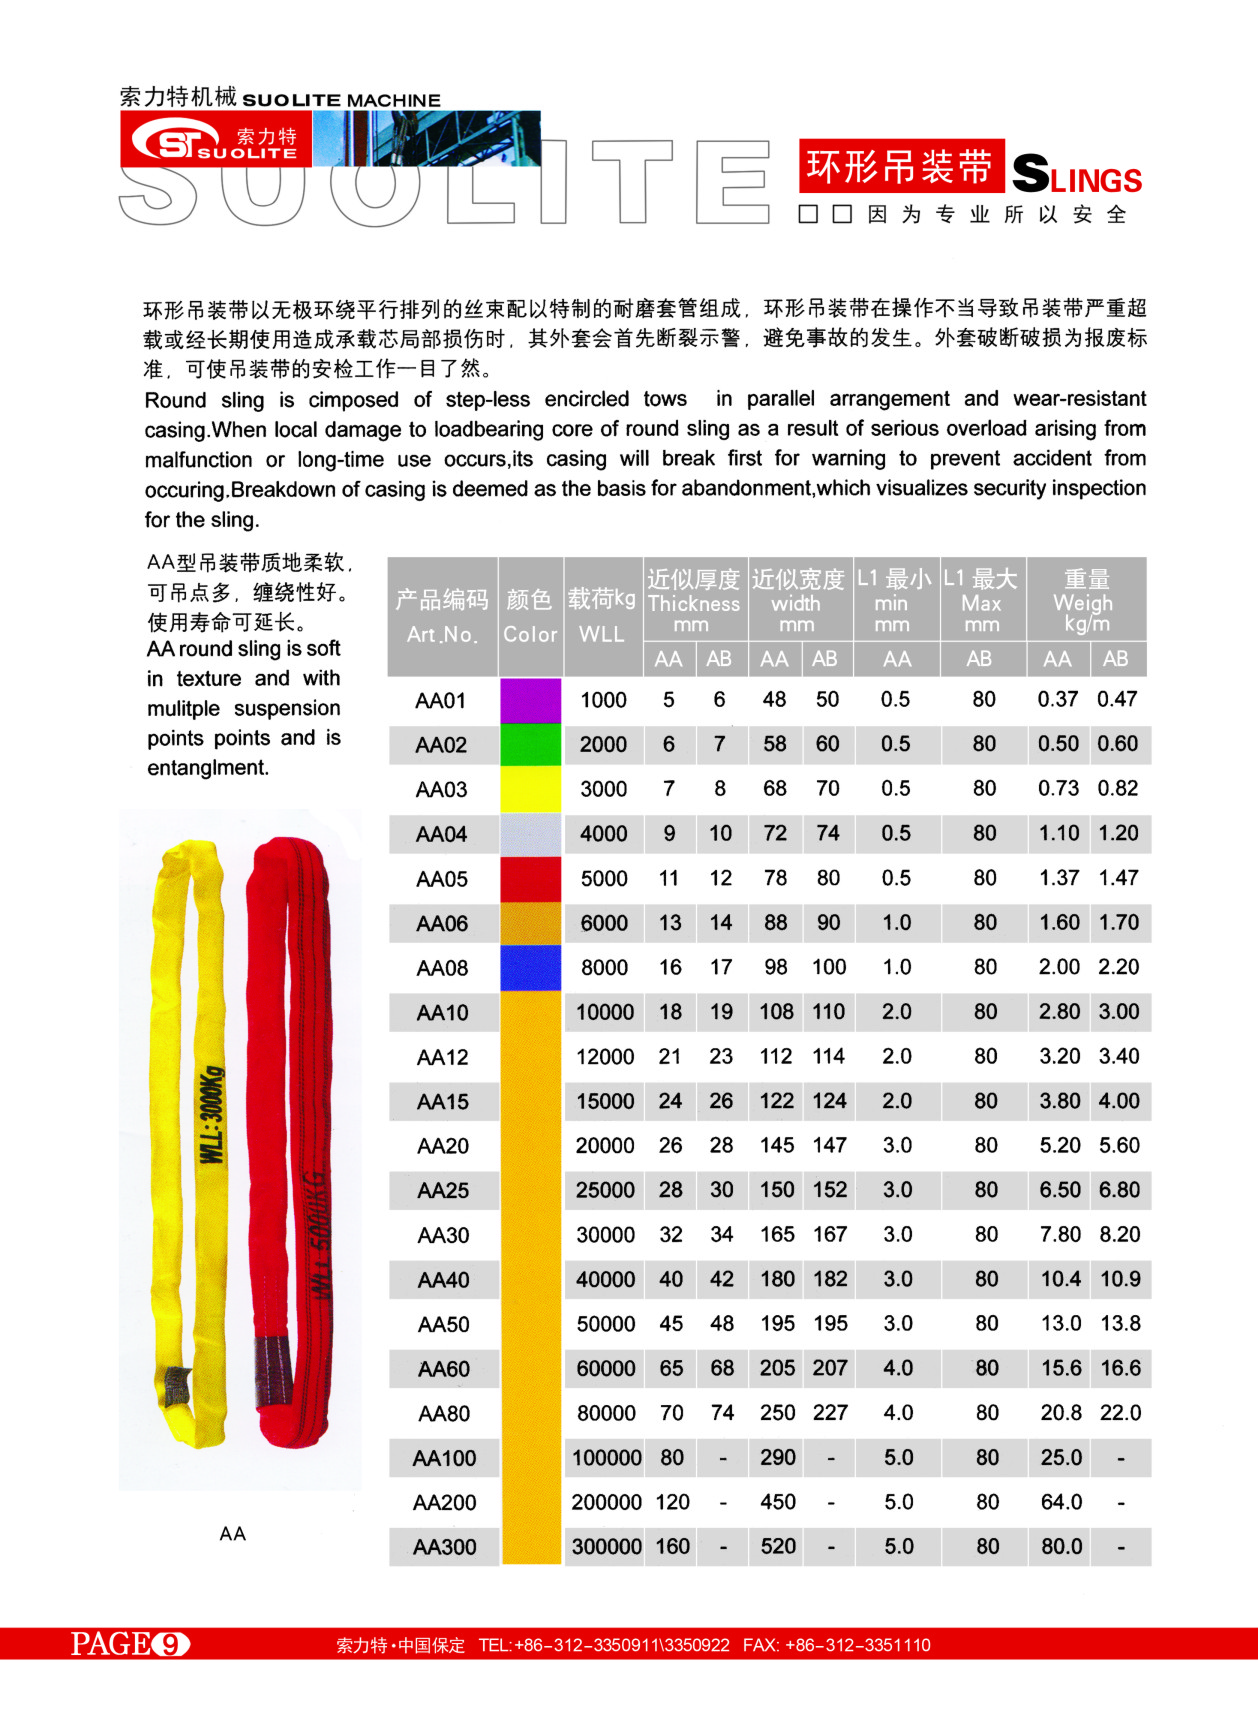 索力特机械 SUOLITE MACHINE
ST 索力特
SUOLITE
SUOLITE
环形吊装带 SLINGS
□□因为专业所以安全
环形吊装带以无极环绕平行排列的丝束配以特制的耐磨套管组成，环形吊装带在操作不当导致吊装带严重超
载或经长期使用造成承载芯局部损伤时，其外套会首先断裂示警，避免事故的发生。外套破断破损为报废标
准，可使吊装带的安检工作一目了然。
Round sling is cimposed of step-less encircled tows in parallel arrangement and wear-resistant
casing.When local damage to loadbearing core of round sling as a result of serious overload arising from
malfunction or long-time use occurs,its casing will break first for warning to prevent accident from
occuring.Breakdown of casing is deemed as the basis for abandonment,which visualizes security inspection
for the sling.
AA型吊装带质地柔软，
可吊点多，缠绕性好。
使用寿命可延长。
AA round sling is soft
in texture and with
mulitple suspension
points points and is
entanglment.
产品编码 颜色 载荷kg 近似厚度 近似宽度 L1 最小 L1 最大 重量
Art.No. Color WLL Thickness width min Max Weigh
mm mm mm mm kg/m
AA AB AA AB AA AB AA AB
AA01 1000 5 6 48 50 0.5 80 0.37 0.47
AA02 2000 6 7 58 60 0.5 80 0.50 0.60
AA03 3000 7 8 68 70 0.5 80 0.73 0.82
AA04 4000 9 10 72 74 0.5 80 1.10 1.20
AA05 5000 11 12 78 80 0.5 80 1.37 1.47
AA06 6000 13 14 88 90 1.0 80 1.60 1.70
AA08 8000 16 17 98 100 1.0 80 2.00 2.20
AA10 10000 18 19 108 110 2.0 80 2.80 3.00
AA12 12000 21 23 112 114 2.0 80 3.20 3.40
AA15 15000 24 26 122 124 2.0 80 3.80 4.00
AA20 20000 26 28 145 147 3.0 80 5.20 5.60
AA25 25000 28 30 150 152 3.0 80 6.50 6.80
AA30 30000 32 34 165 167 3.0 80 7.80 8.20
AA40 40000 40 42 180 182 3.0 80 10.4 10.9
AA50 50000 45 48 195 195 3.0 80 13.0 13.8
AA60 60000 65 68 205 207 4.0 80 15.6 16.6
AA80 80000 70 74 250 227 4.0 80 20.8 22.0
AA100 100000 80 - 290 - 5.0 80 25.0 -
AA200 200000 120 - 450 - 5.0 80 64.0 -
AA300 300000 160 - 520 - 5.0 80 80.0 -
WLL:3000Kg
WLL 5000KG
AA
PAGE 9
索力特·中国保定 TEL:+86-312-3350911\3350922 FAX: +86-312-3351110